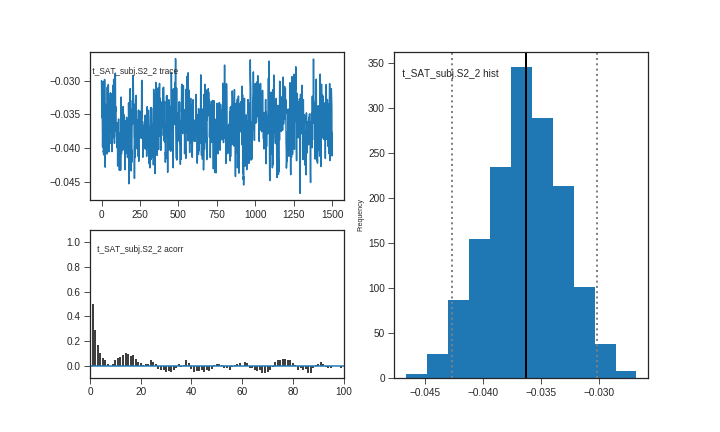 t_SAT_subj.S2_2 trace
−0.030
−0.035
−0.040
−0.045
0 250 500 750 1000 1250 1500
t_SAT_subj.S2_2 acorr
1.0
0.8
0.6
0.4
0.2
0.0
0 20 40 60 80 100
t_SAT_subj.S2_2 hist
Frequency
350
300
250
200
150
100
50
0
−0.045 −0.040 −0.035 −0.030